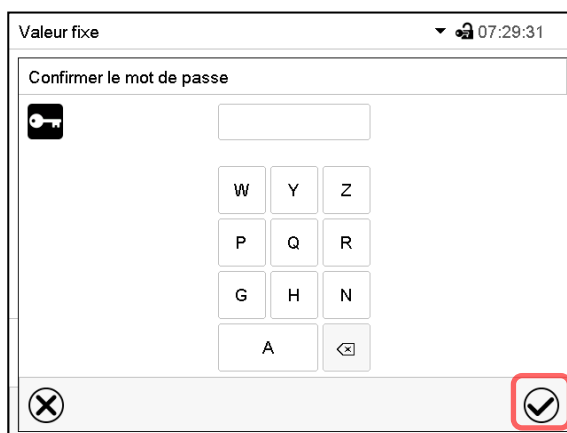 Valeur fixe 07:29:31
Confirmer le mot de passe
W Y Z
P Q R
G H N
A